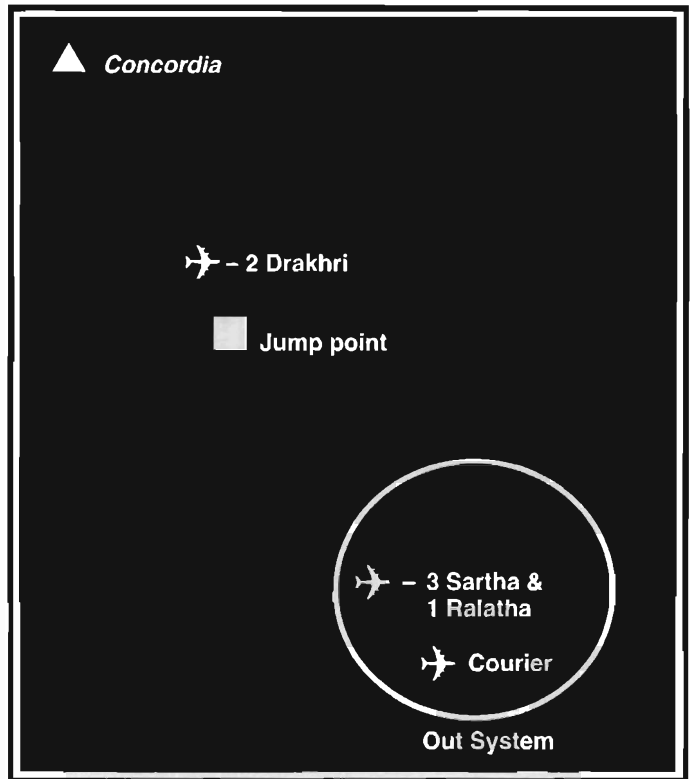 Concordia
– 2 Drakhri
Jump point
– 3 Sartha &
1 Ralatha
Courier
Out System